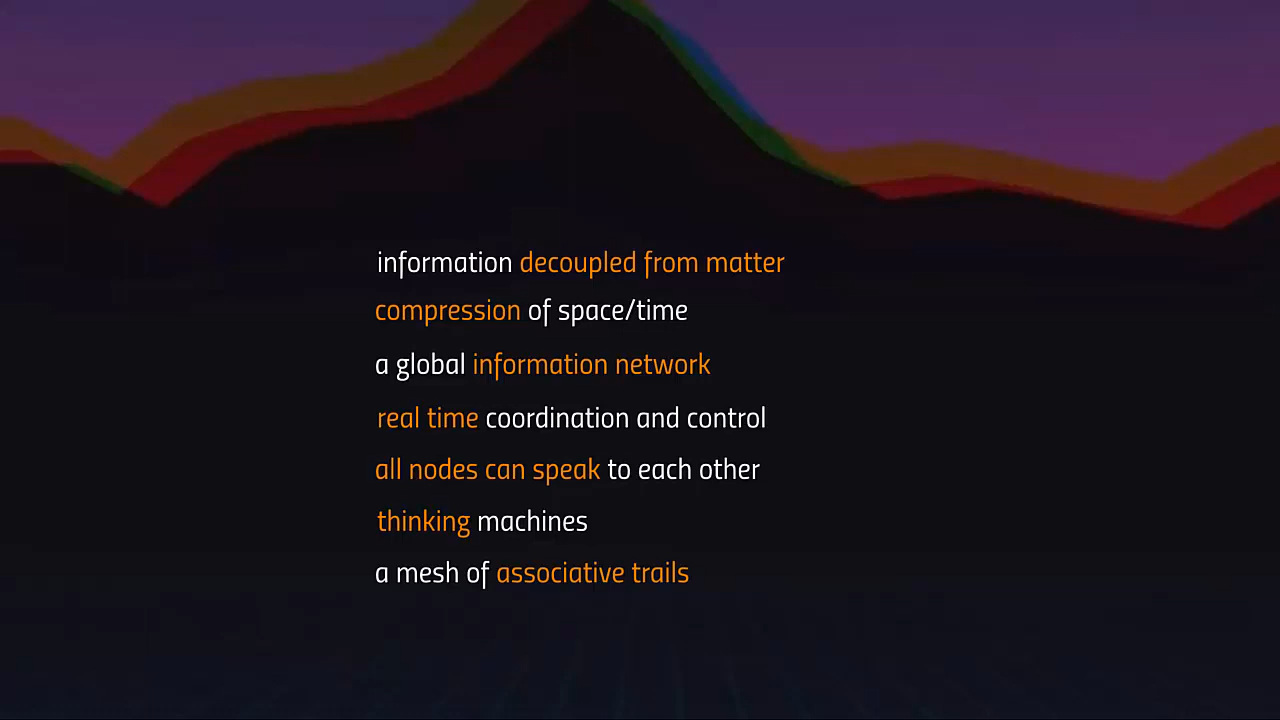 information decoupled from matter
compression of space/time
a global information network
real time coordination and control
all nodes can speak to each other
thinking machines
a mesh of associative trails